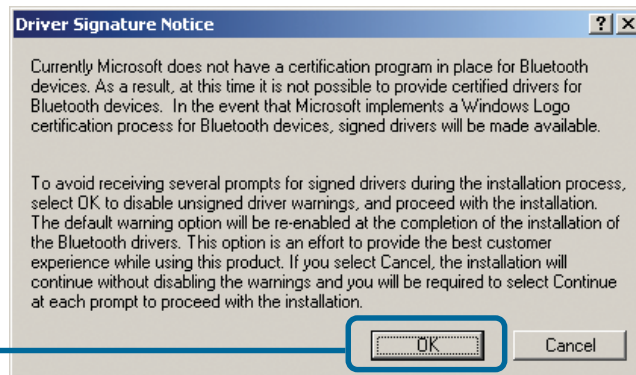 Driver Signature Notice
Currently Microsoft does not have a certification program in place for Bluetooth
devices. As a result, at this time it is not possible to provide certified drivers for
Bluetooth devices.  In the event that Microsoft implements a Windows Logo
certification process for Bluetooth devices, signed drivers will be made available.
To avoid receiving several prompts for signed drivers during the installation process,
select OK to disable unsigned driver warnings, and proceed with the installation.
The default warning option will be re-enabled at the completion of the installation of
the Bluetooth drivers. This option is an effort to provide the best customer
experience while using this product. If you select Cancel, the installation will
continue without disabling the warnings and you will be required to select Continue
at each prompt to proceed with the installation.
OK Cancel